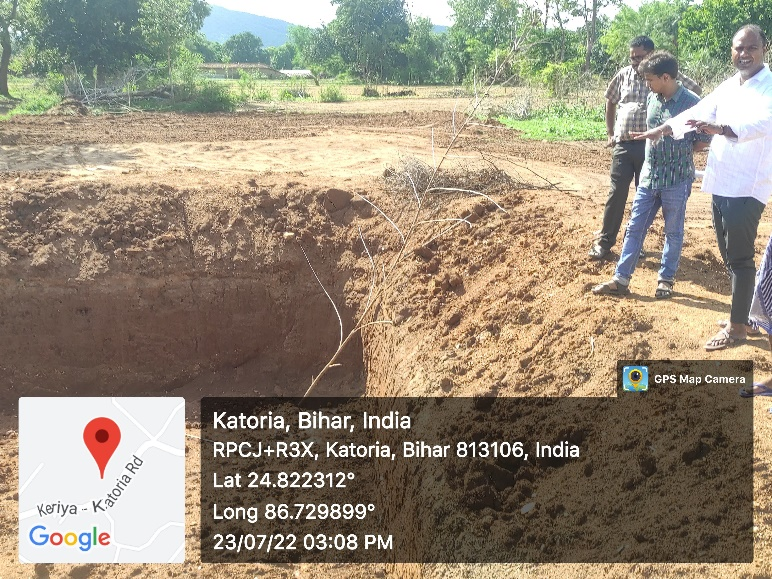 GPS Map Camera
Katoria, Bihar, India
RPCJ+R3X, Katoria, Bihar 813106, India
Lat 24.822312°
Long 86.729899°
23/07/22 03:08 PM
Keriya - Katoria Rd
Google